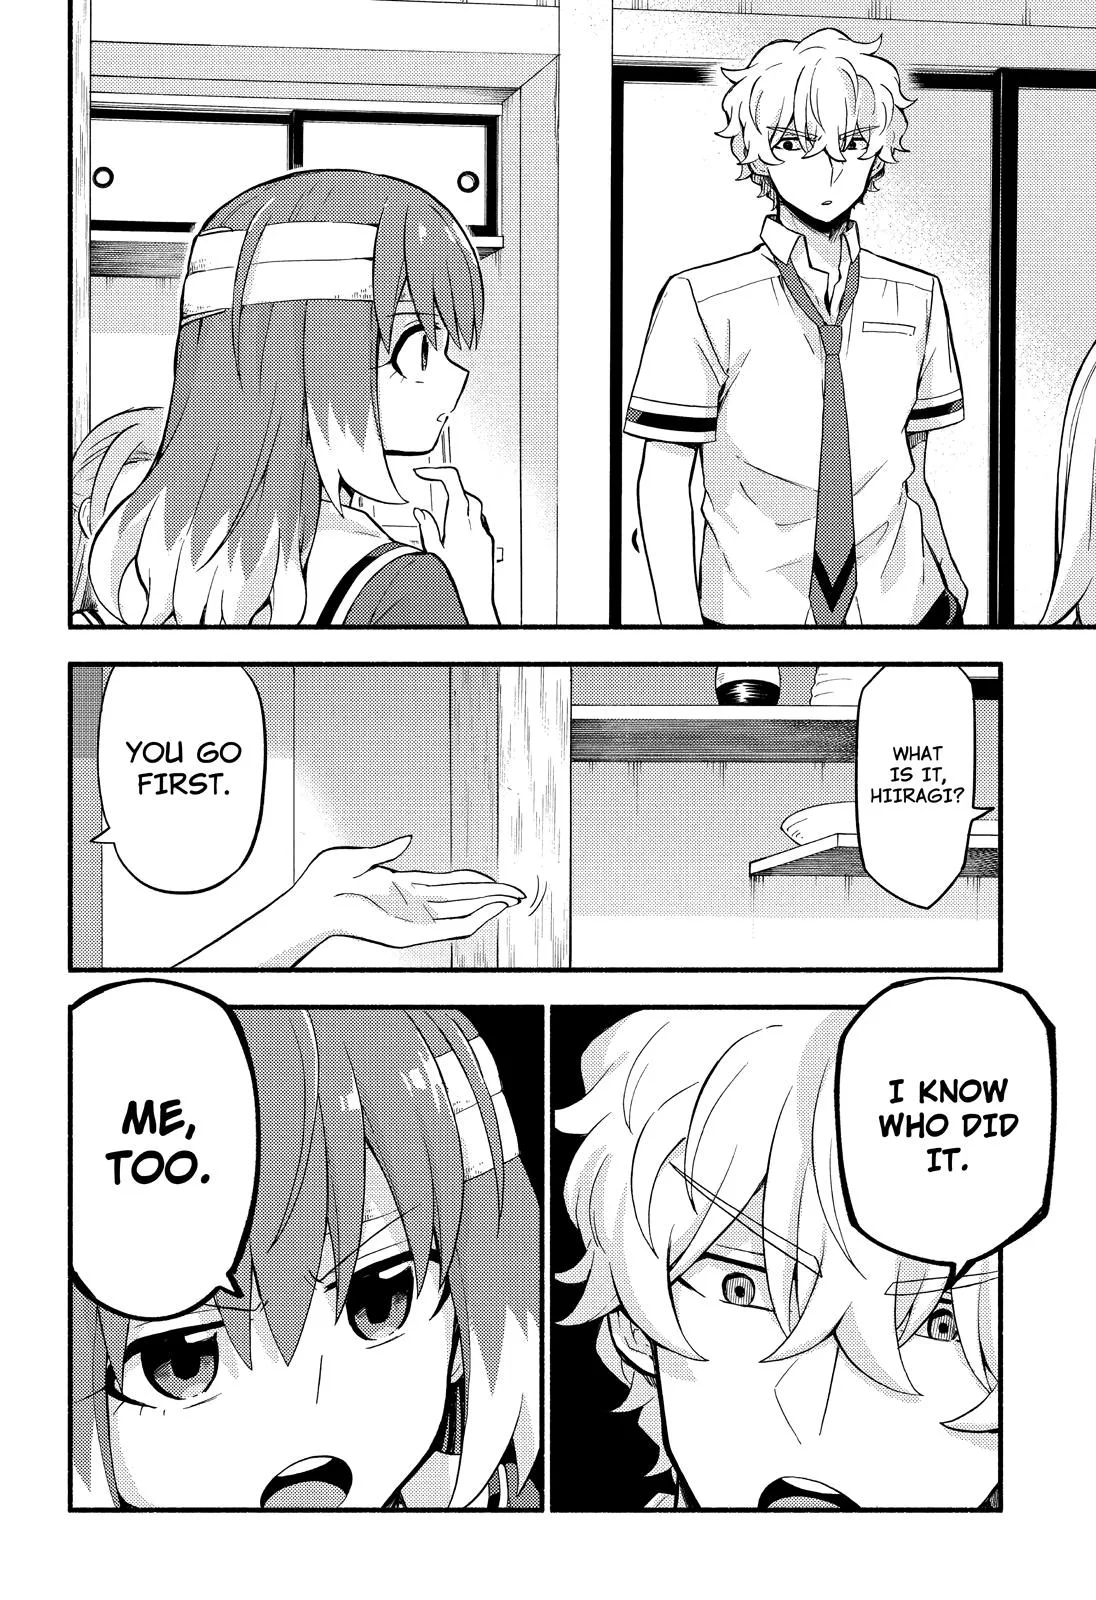 WHAT
IS IT,
HIIRAGI?
YOU GO
FIRST.
I KNOW
WHO DID
IT.
ME,
TOO.